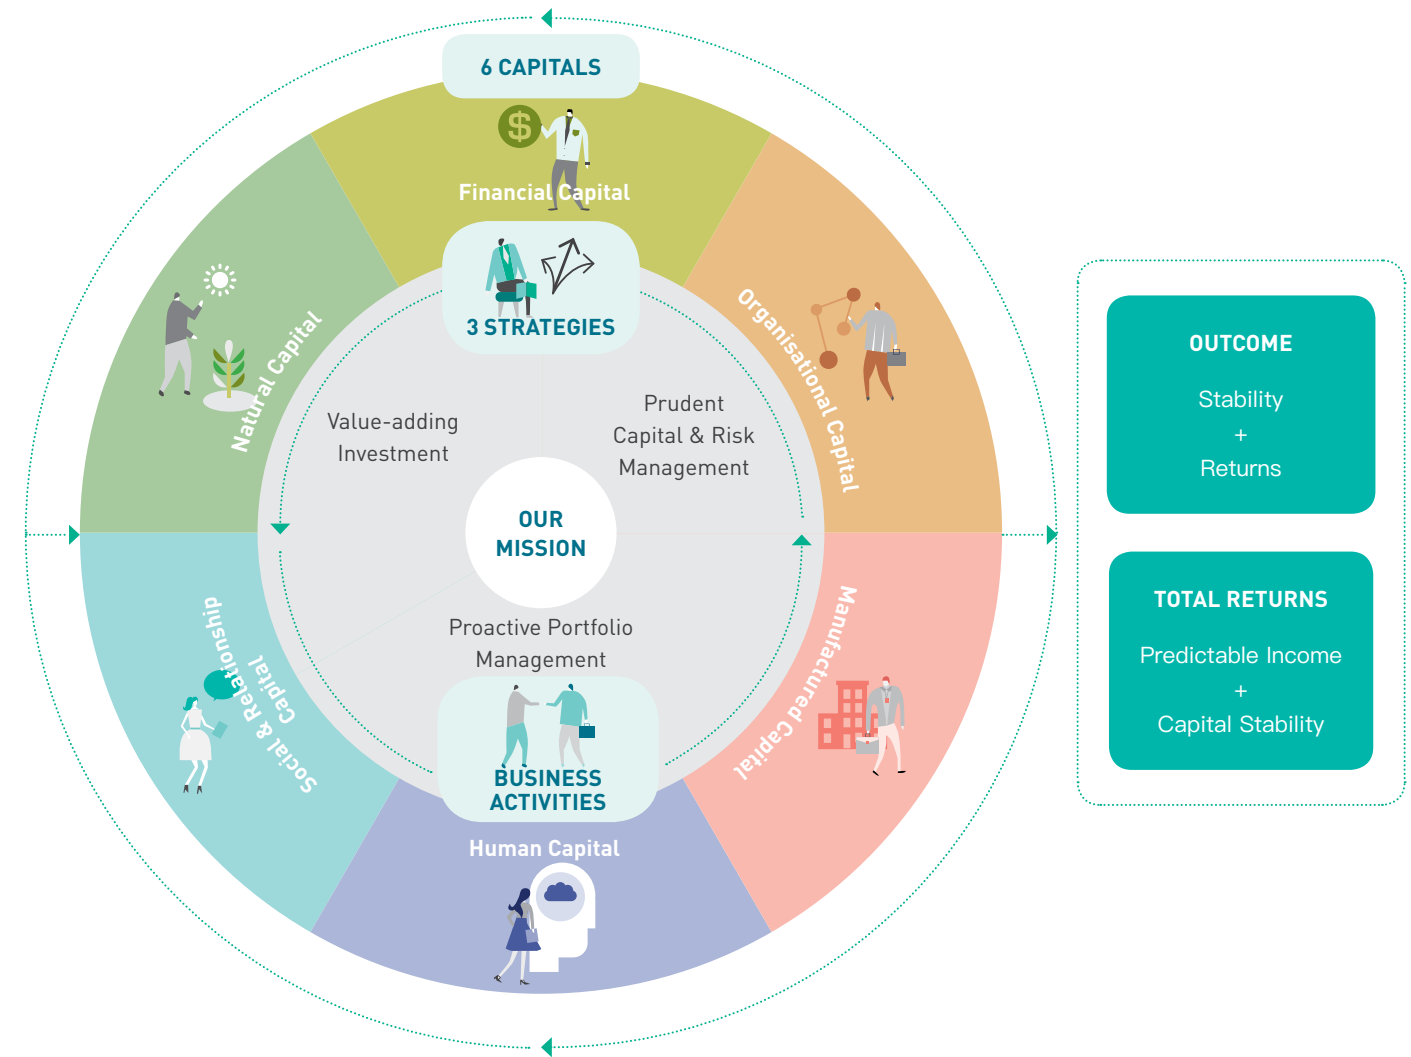 6 CAPITALS
$
Financial Capital
3 STRATEGIES
Natural Capital
Organisational Capital
Value-adding
Investment
Prudent
Capital & Risk
Management
OUR
MISSION
Proactive Portfolio
Management
Social & Relationship
Capital
Manufactured Capital
BUSINESS
ACTIVITIES
Human Capital
OUTCOME
Stability
+
Returns
TOTAL RETURNS
Predictable Income
+
Capital Stability